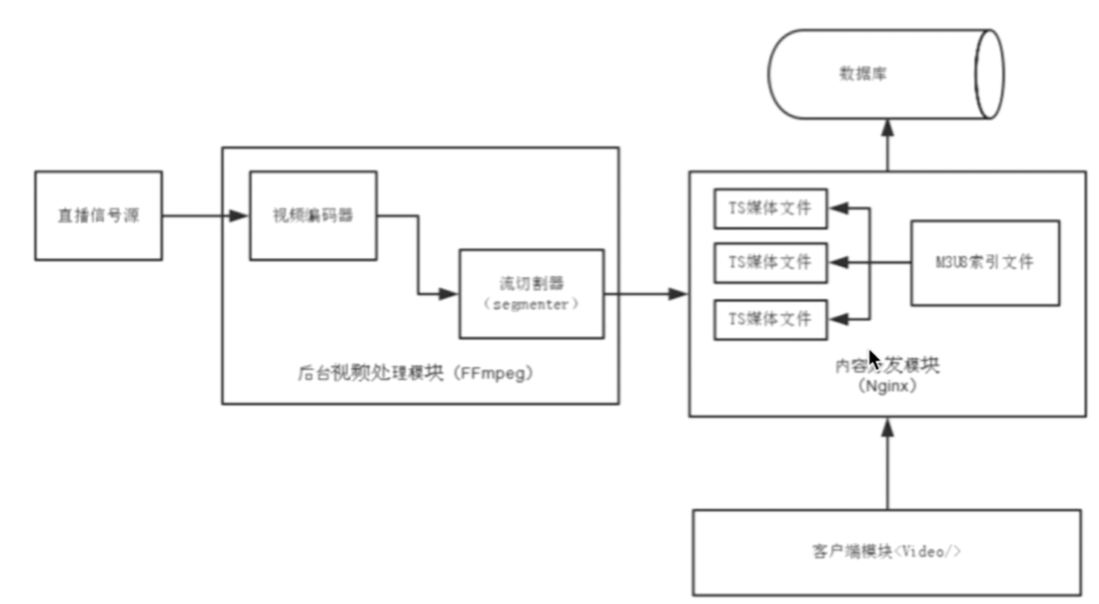 数据库
直播信号源
视频编码器
流切割器
（segmenter）
后台视频处理模块（FFmpeg）
TS媒体文件
TS媒体文件
TS媒体文件
M3U8索引文件
内容分发模块
（Nginx）
客户端模块<Video/>